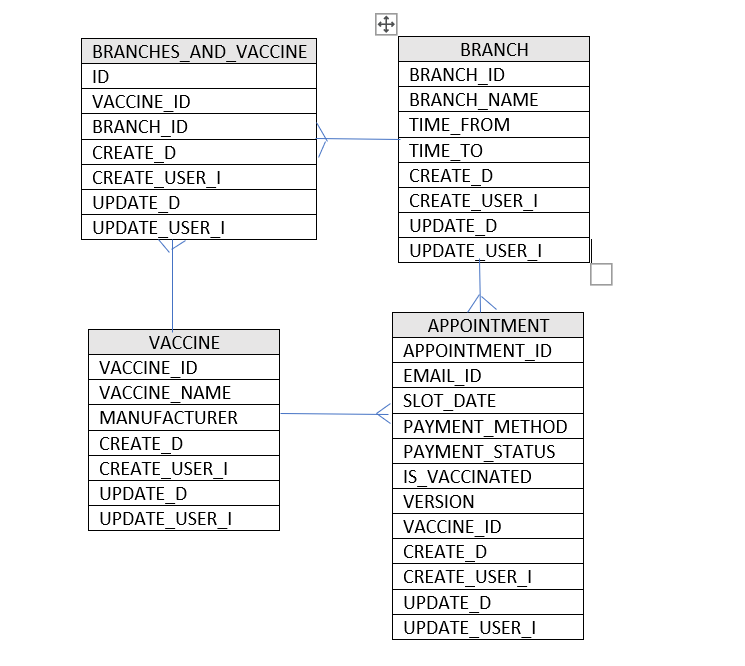 BRANCHES_AND_VACCINE
ID
VACCINE_ID
BRANCH_ID
CREATE_D
CREATE_USER_I
UPDATE_D
UPDATE_USER_I
BRANCH
BRANCH_ID
BRANCH_NAME
TIME_FROM
TIME_TO
CREATE_D
CREATE_USER_I
UPDATE_D
UPDATE_USER_I
VACCINE
VACCINE_ID
VACCINE_NAME
MANUFACTURER
CREATE_D
CREATE_USER_I
UPDATE_D
UPDATE_USER_I
APPOINTMENT
APPOINTMENT_ID
EMAIL_ID
SLOT_DATE
PAYMENT_METHOD
PAYMENT_STATUS
IS_VACCINATED
VERSION
VACCINE_ID
CREATE_D
CREATE_USER_I
UPDATE_D
UPDATE_USER_I